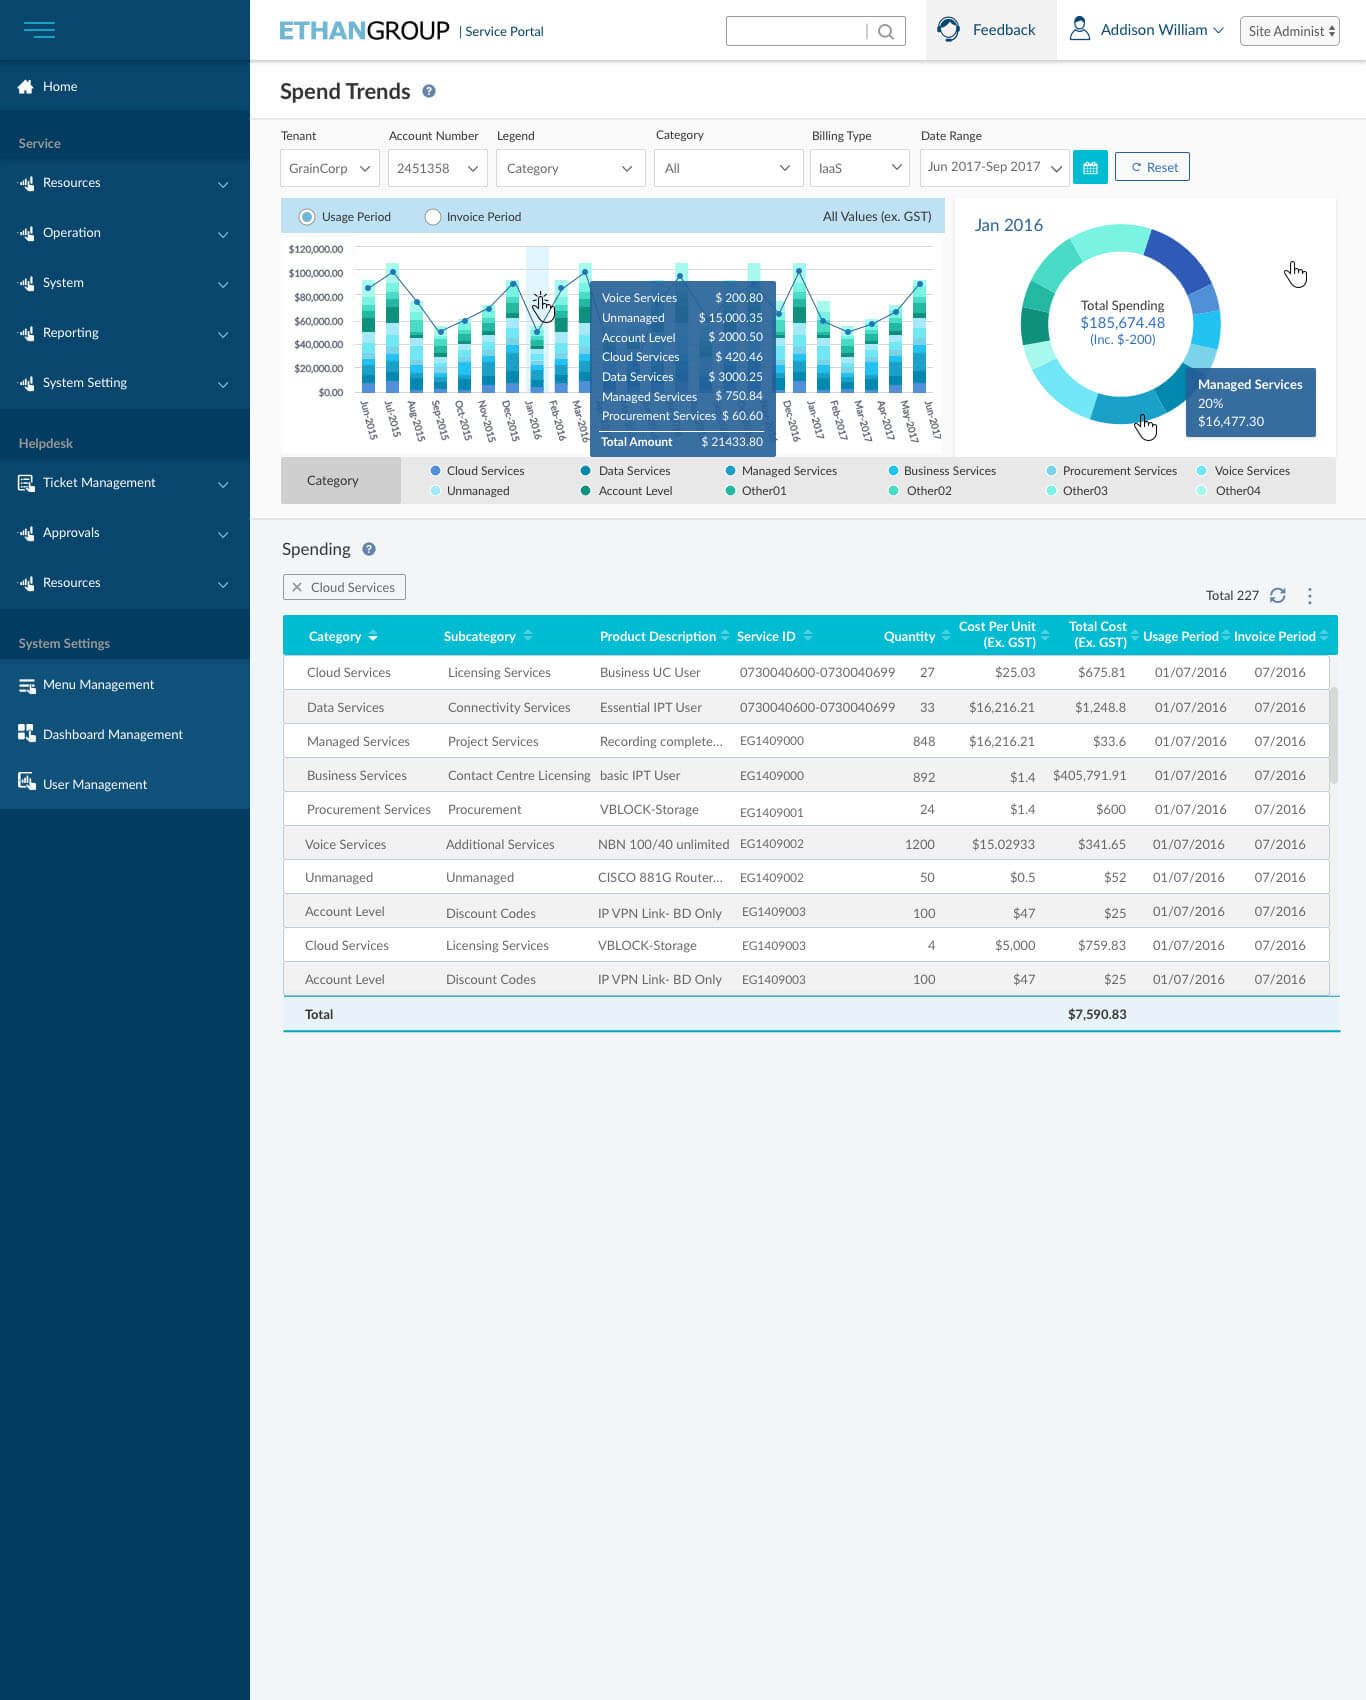 ETHANGROUP | Service Portal
Feedback
Addison William
Site Administ
Home
Service
Resources
Operation
System
Reporting
System Setting
Helpdesk
Ticket Management
Approvals
Resources
System Settings
Menu Management
Dashboard Management
User Management
Spend Trends ?
Tenant Account Number Legend Category Billing Type Date Range
GrainCorp 2451358 Category All IaaS Jun 2017-Sep 2017 Reset
Usage Period Invoice Period All Values (ex. GST)
$120,000.00
$100,000.00
$80,000.00
$60,000.00
$40,000.00
$20,000.00
$0.00
Jun-2015 Jul-2015 Aug-2015 Sep-2015 Oct-2015 Nov-2015 Dec-2015 Jan-2016 Feb-2016 Mar-2016 Dec-2016 Jan-2017 Feb-2017 Mar-2017 Apr-2017 May-2017 Jun-2017
Voice Services $ 200.80
Unmanaged $ 15,000.35
Account Level $ 2000.50
Cloud Services $ 420.46
Data Services $ 3000.25
Managed Services $ 750.84
Procurement Services $ 60.60
Total Amount $ 21433.80
Jan 2016
Total Spending
$185,674.48
(Inc. $-200)
Managed Services
20%
$16,477.30
Category
Cloud Services Data Services Managed Services Business Services Procurement Services Voice Services
Unmanaged Account Level Other01 Other02 Other03 Other04
Spending ?
Cloud Services
Total 227
Category Subcategory Product Description Service ID Quantity Cost Per Unit (Ex. GST) Total Cost (Ex. GST) Usage Period Invoice Period
Cloud Services Licensing Services Business UC User 0730040600-0730040699 27 $25.03 $675.81 01/07/2016 07/2016
Data Services Connectivity Services Essential IPT User 0730040600-0730040699 33 $16,216.21 $1,248.8 01/07/2016 07/2016
Managed Services Project Services Recording complete... EG1409000 848 $16,216.21 $33.6 01/07/2016 07/2016
Business Services Contact Centre Licensing basic IPT User EG1409000 892 $1.4 $405,791.91 01/07/2016 07/2016
Procurement Services Procurement VBLOCK-Storage EG1409001 24 $1.4 $600 01/07/2016 07/2016
Voice Services Additional Services NBN 100/40 unlimited EG1409002 1200 $15.02933 $341.65 01/07/2016 07/2016
Unmanaged Unmanaged CISCO 881G Router... EG1409002 50 $0.5 $52 01/07/2016 07/2016
Account Level Discount Codes IP VPN Link- BD Only EG1409003 100 $47 $25 01/07/2016 07/2016
Cloud Services Licensing Services VBLOCK-Storage EG1409003 4 $5,000 $759.83 01/07/2016 07/2016
Account Level Discount Codes IP VPN Link- BD Only EG1409003 100 $47 $25 01/07/2016 07/2016
Total $7,590.83